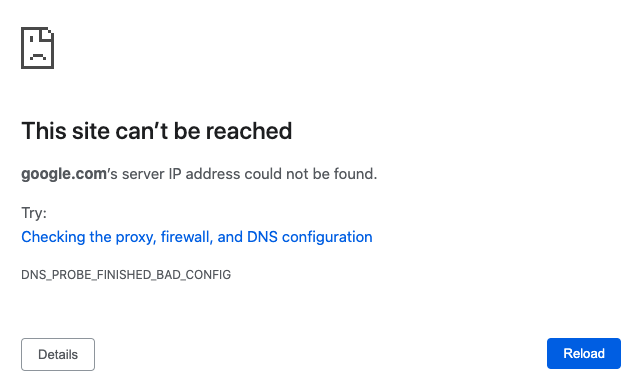 This site can’t be reached
google.com’s server IP address could not be found.
Try:
Checking the proxy, firewall, and DNS configuration
DNS_PROBE_FINISHED_BAD_CONFIG
Details
Reload